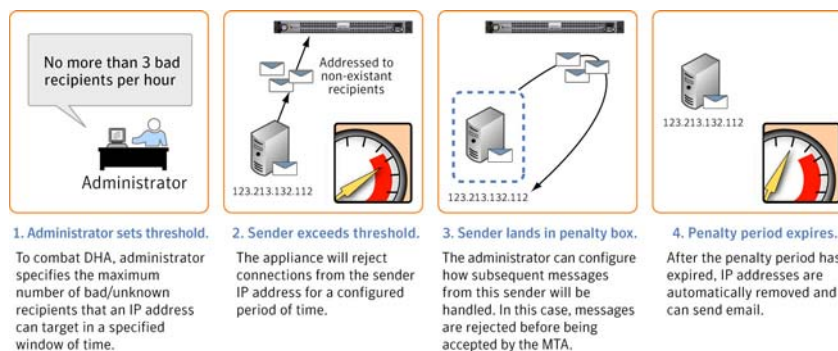 No more than 3 bad
recipients per hour
Administrator
1. Administrator sets threshold.
To combat DHA, administrator
specifies the maximum
number of bad/unknown
recipients that an IP address
can target in a specified
window of time.
Addressed to
non-existant
recipients
123.213.132.112
2. Sender exceeds threshold.
The appliance will reject
connections from the sender
IP address for a configured
period of time.
123.213.132.112
3. Sender lands in penalty box.
The administrator can configure
how subsequent messages
from this sender will be
handled. In this case, messages
are rejected before being
accepted by the MTA.
123.213.132.112
4. Penalty period expires.
After the penalty period has
expired, IP addresses are
automatically removed and
can send email.